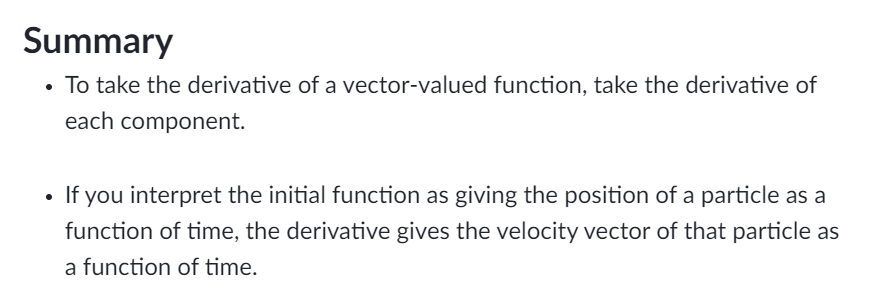 Summary
• To take the derivative of a vector-valued function, take the derivative of
each component.
• If you interpret the initial function as giving the position of a particle as a
function of time, the derivative gives the velocity vector of that particle as
a function of time.